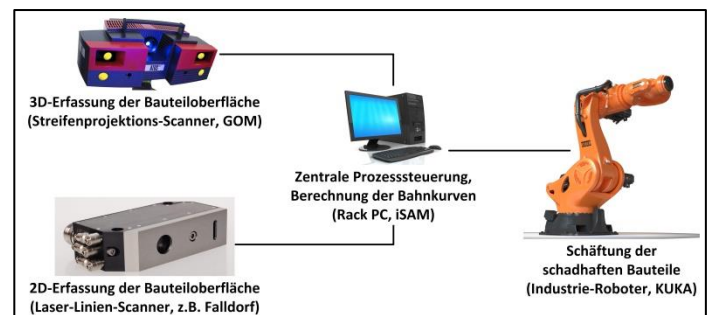 3D-Erfassung der Bauteiloberfläche
(Streifenprojektions-Scanner, GOM)
Zentrale Prozesssteuerung,
Berechnung der Bahnkurven
(Rack PC, iSAM)
2D-Erfassung der Bauteiloberfläche
(Laser-Linien-Scanner, z.B. Falldorf)
Schäftung der
schadhaften Bauteile
(Industrie-Roboter, KUKA)